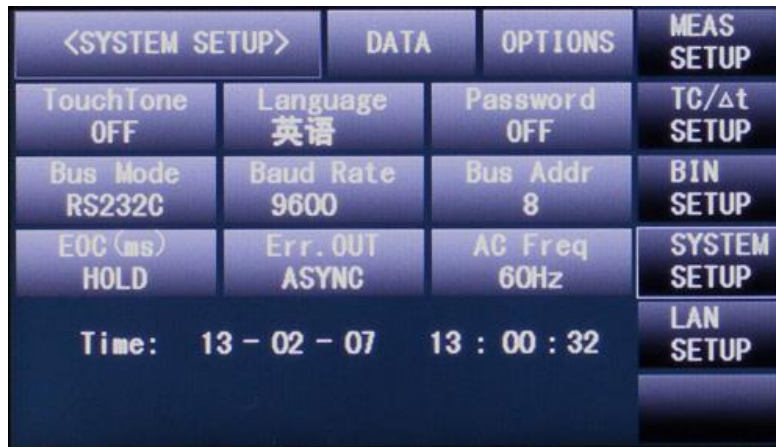 <SYSTEM SETUP> DATA OPTIONS
MEAS SETUP
TouchTone Language Password
OFF 英语 OFF
TC/Δt SETUP
Bus Mode Baud Rate Bus Addr
RS232C 9600 8
BIN SETUP
EOC(ms) Err.OUT AC Freq
HOLD ASYNC 60Hz
SYSTEM SETUP
Time: 13 - 02 - 07 13 : 00 : 32
LAN SETUP